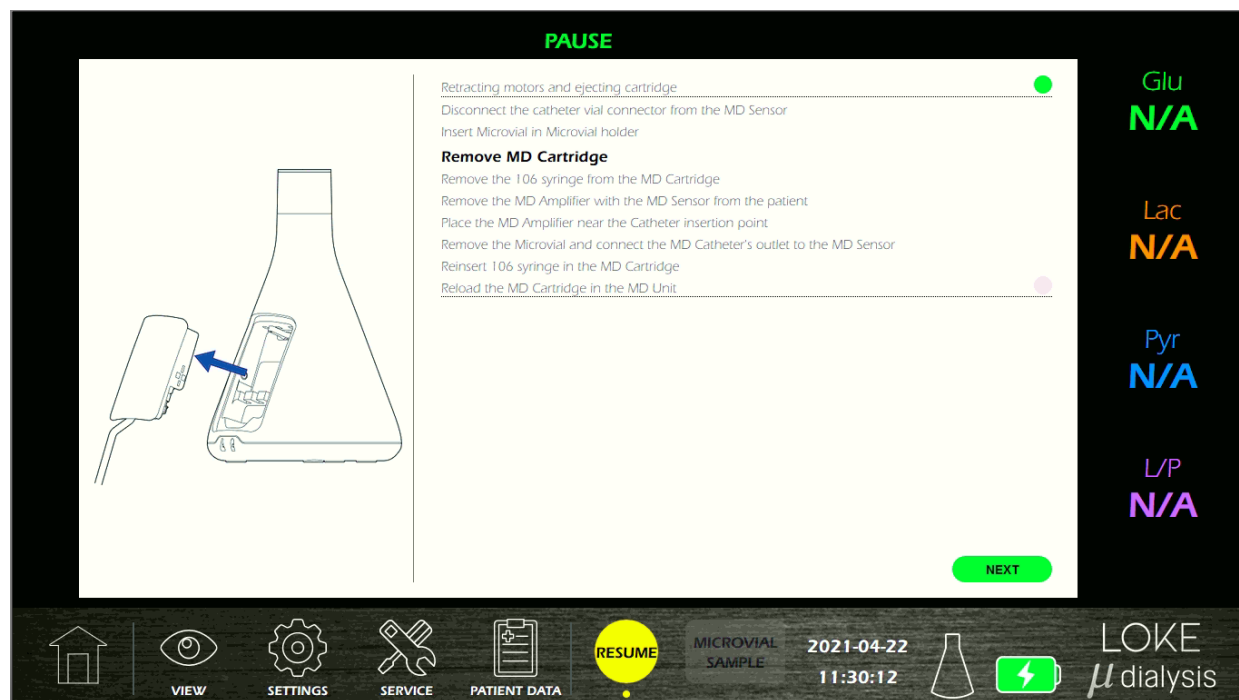 PAUSE
Retracting motors and ejecting cartridge
Disconnect the catheter vial connector from the MD Sensor
Insert Microvial in Microvial holder
Remove MD Cartridge
Remove the 106 syringe from the MD Cartridge
Remove the MD Amplifier with the MD Sensor from the patient
Place the MD Amplifier near the Catheter insertion point
Remove the Microvial and connect the MD Catheter's outlet to the MD Sensor
Reinsert 106 syringe in the MD Cartridge
Reload the MD Cartridge in the MD Unit
NEXT
Glu
N/A
Lac
N/A
Pyr
N/A
L/P
N/A
VIEW
SETTINGS
SERVICE
PATIENT DATA
RESUME
MICROVIAL
SAMPLE
2021-04-22
11:30:12
LOKE
μ dialysis